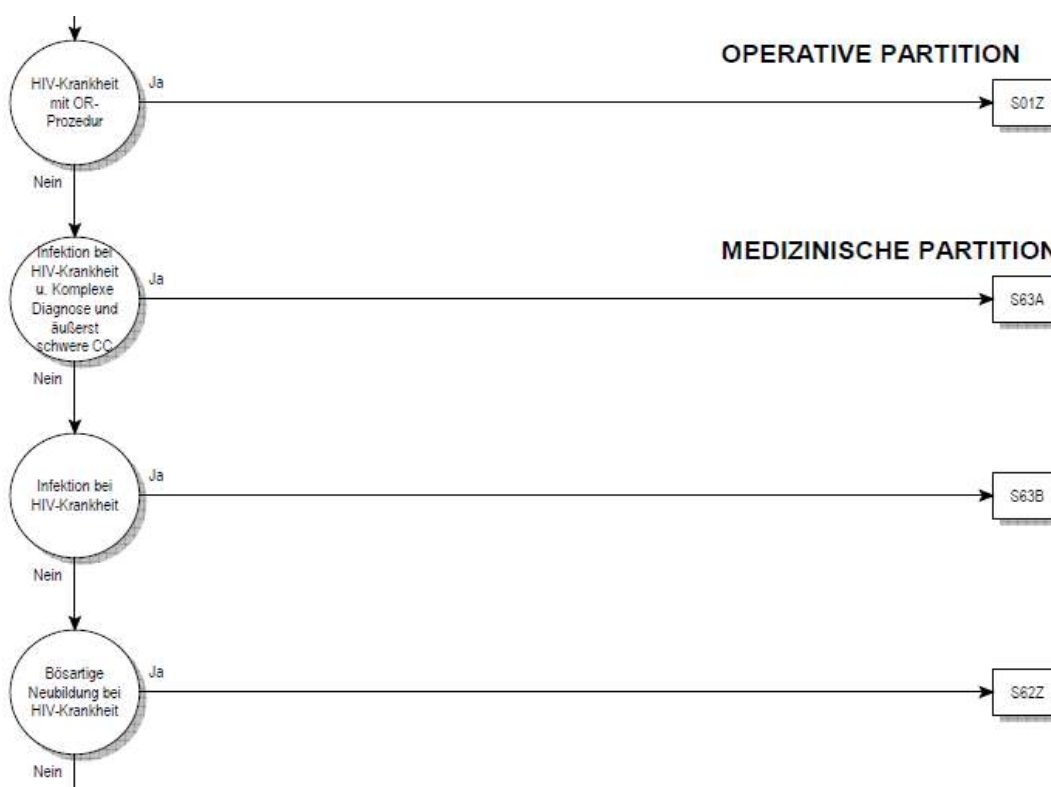 OPERATIVE PARTITION
HIV-Krankheit
mit OR-
Prozedur
Ja
S01Z
Nein
MEDIZINISCHE PARTITION
Infektion bei
HIV-Krankheit
u. Komplexe
Diagnose und
äußerst
schwere CC
Ja
S63A
Nein
Infektion bei
HIV-Krankheit
Ja
S63B
Nein
Bösartige
Neubildung bei
HIV-Krankheit
Ja
S62Z
Nein